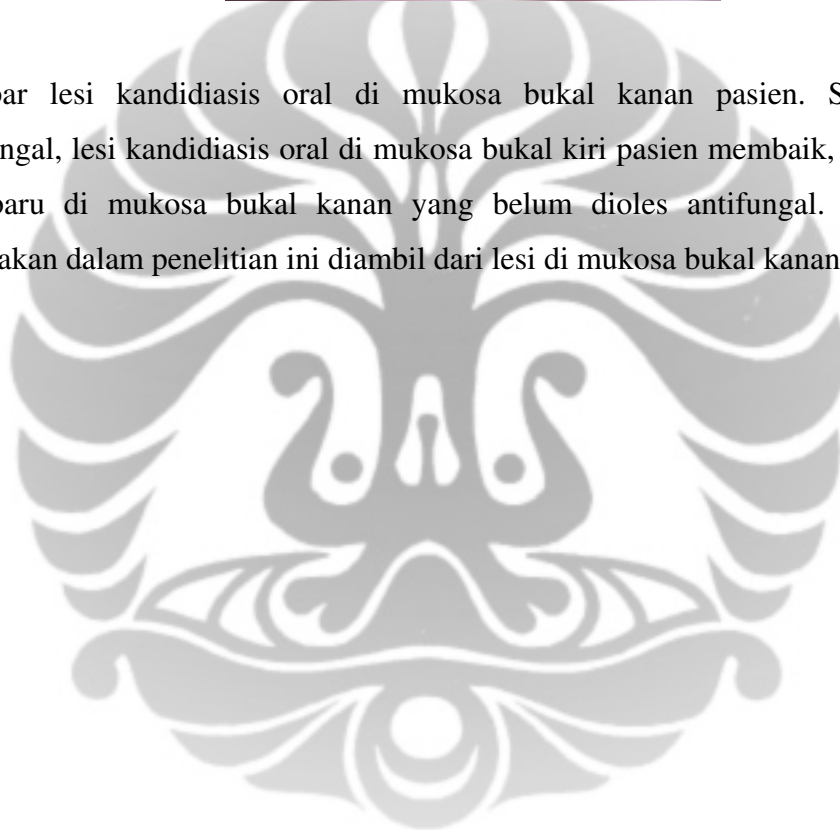 bar lesi kandidiasis oral di mukosa bukal kanan pasien. S
ngal, lesi kandidiasis oral di mukosa bukal kiri pasien membaik,
baru di mukosa bukal kanan yang belum dioles antifungal.
akan dalam penelitian ini diambil dari lesi di mukosa bukal kanan